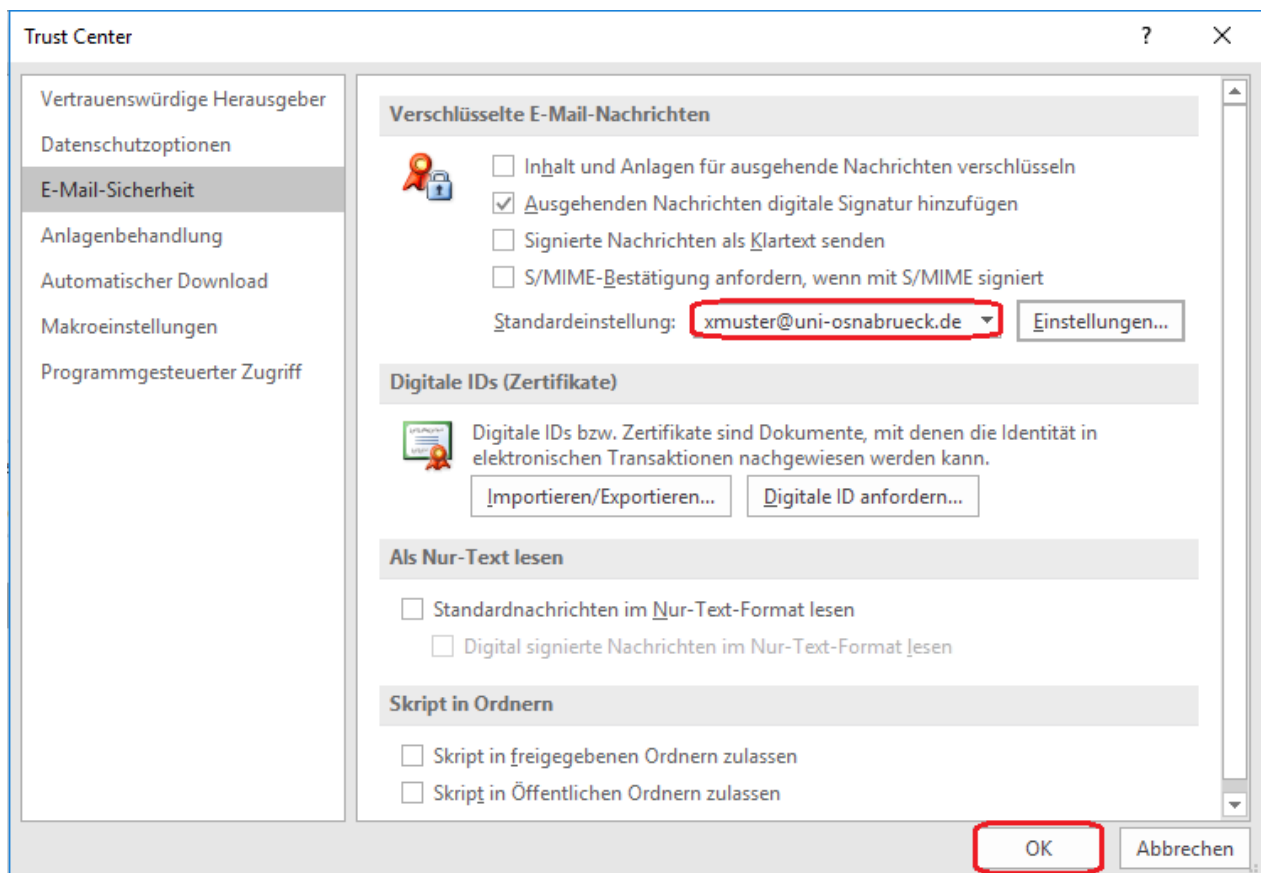 Trust Center
?
Vertrauenswürdige Herausgeber
Datenschutzoptionen
E-Mail-Sicherheit
Anlagenbehandlung
Automatischer Download
Makroeinstellungen
Programmgesteuerter Zugriff
Verschlüsselte E-Mail-Nachrichten
Inhalt und Anlagen für ausgehende Nachrichten verschlüsseln
Ausgehenden Nachrichten digitale Signatur hinzufügen
Signierte Nachrichten als Klartext senden
S/MIME-Bestätigung anfordern, wenn mit S/MIME signiert
Standardeinstellung: xmuster@uni-osnabrueck.de Einstellungen...
Digitale IDs (Zertifikate)
Digitale IDs bzw. Zertifikate sind Dokumente, mit denen die Identität in
elektronischen Transaktionen nachgewiesen werden kann.
Importieren/Exportieren... Digitale ID anfordern...
Als Nur-Text lesen
Standardnachrichten im Nur-Text-Format lesen
Digital signierte Nachrichten im Nur-Text-Format lesen
Skript in Ordnern
Skript in freigegebenen Ordnern zulassen
Skript in Öffentlichen Ordnern zulassen
OK Abbrechen